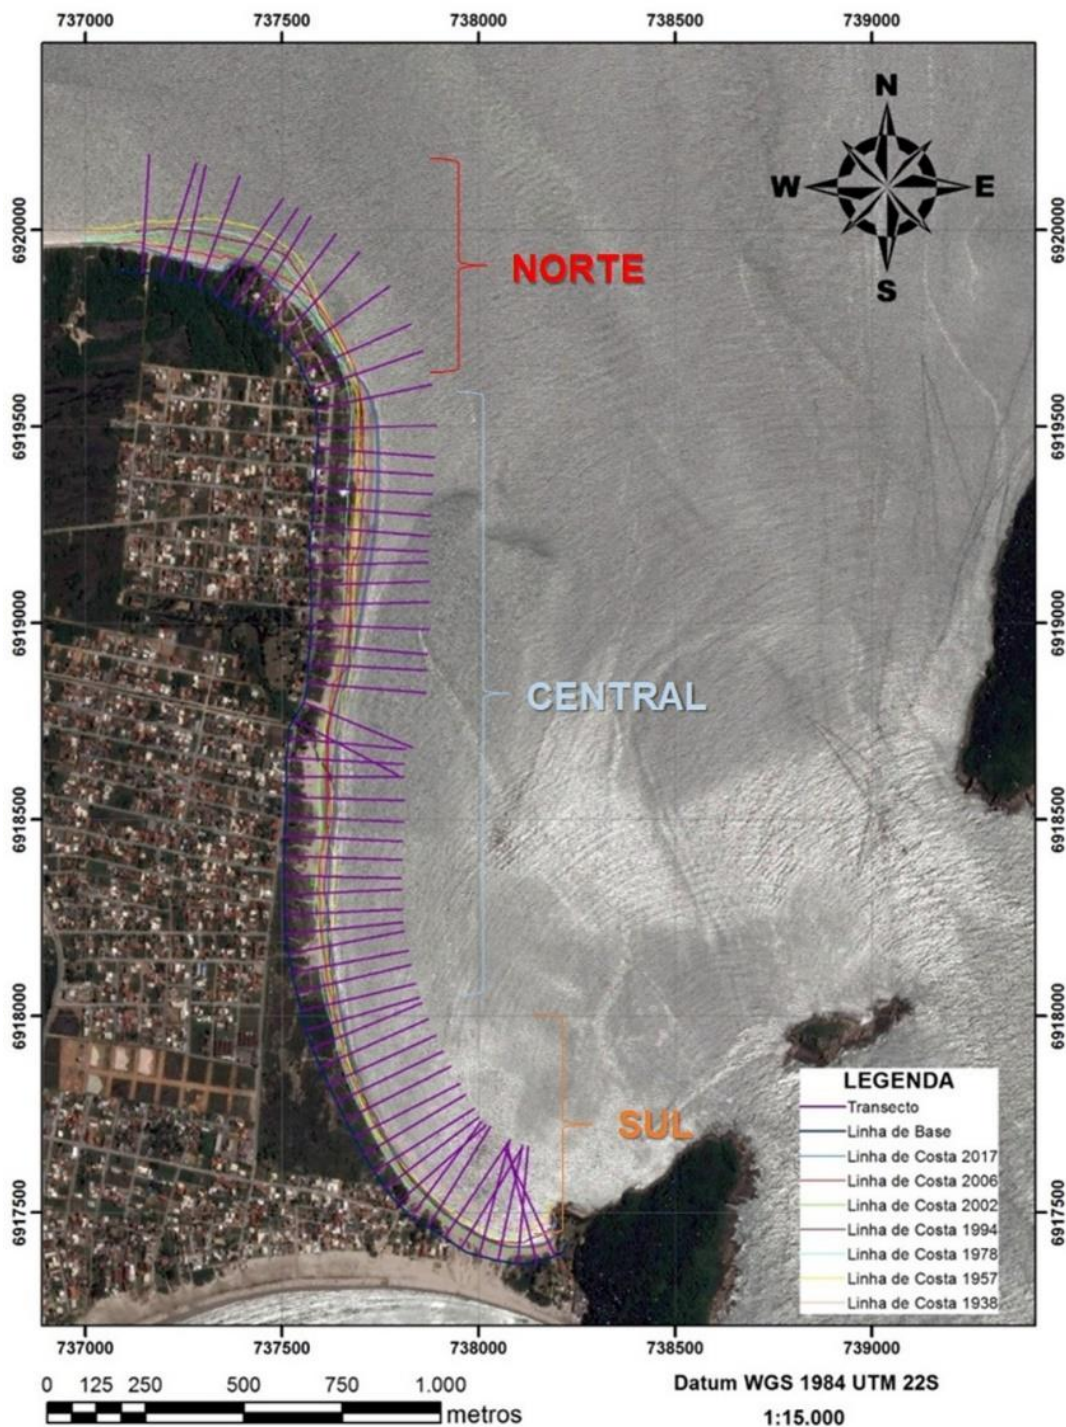 737000 737500 738000 738500 739000
N
W E
S
6920000 6920000
NORTE
6919500 6919500
6919000 6919000
CENTRAL
6918500 6918500
6918000 6918000
SUL
6917500 6917500
LEGENDA
Transecto
Linha de Base
Linha de Costa 2017
Linha de Costa 2006
Linha de Costa 2002
Linha de Costa 1994
Linha de Costa 1978
Linha de Costa 1957
Linha de Costa 1938
737000 737500 738000 738500 739000
0 125 250 500 750 1.000
metros
Datum WGS 1984 UTM 22S
1:15.000